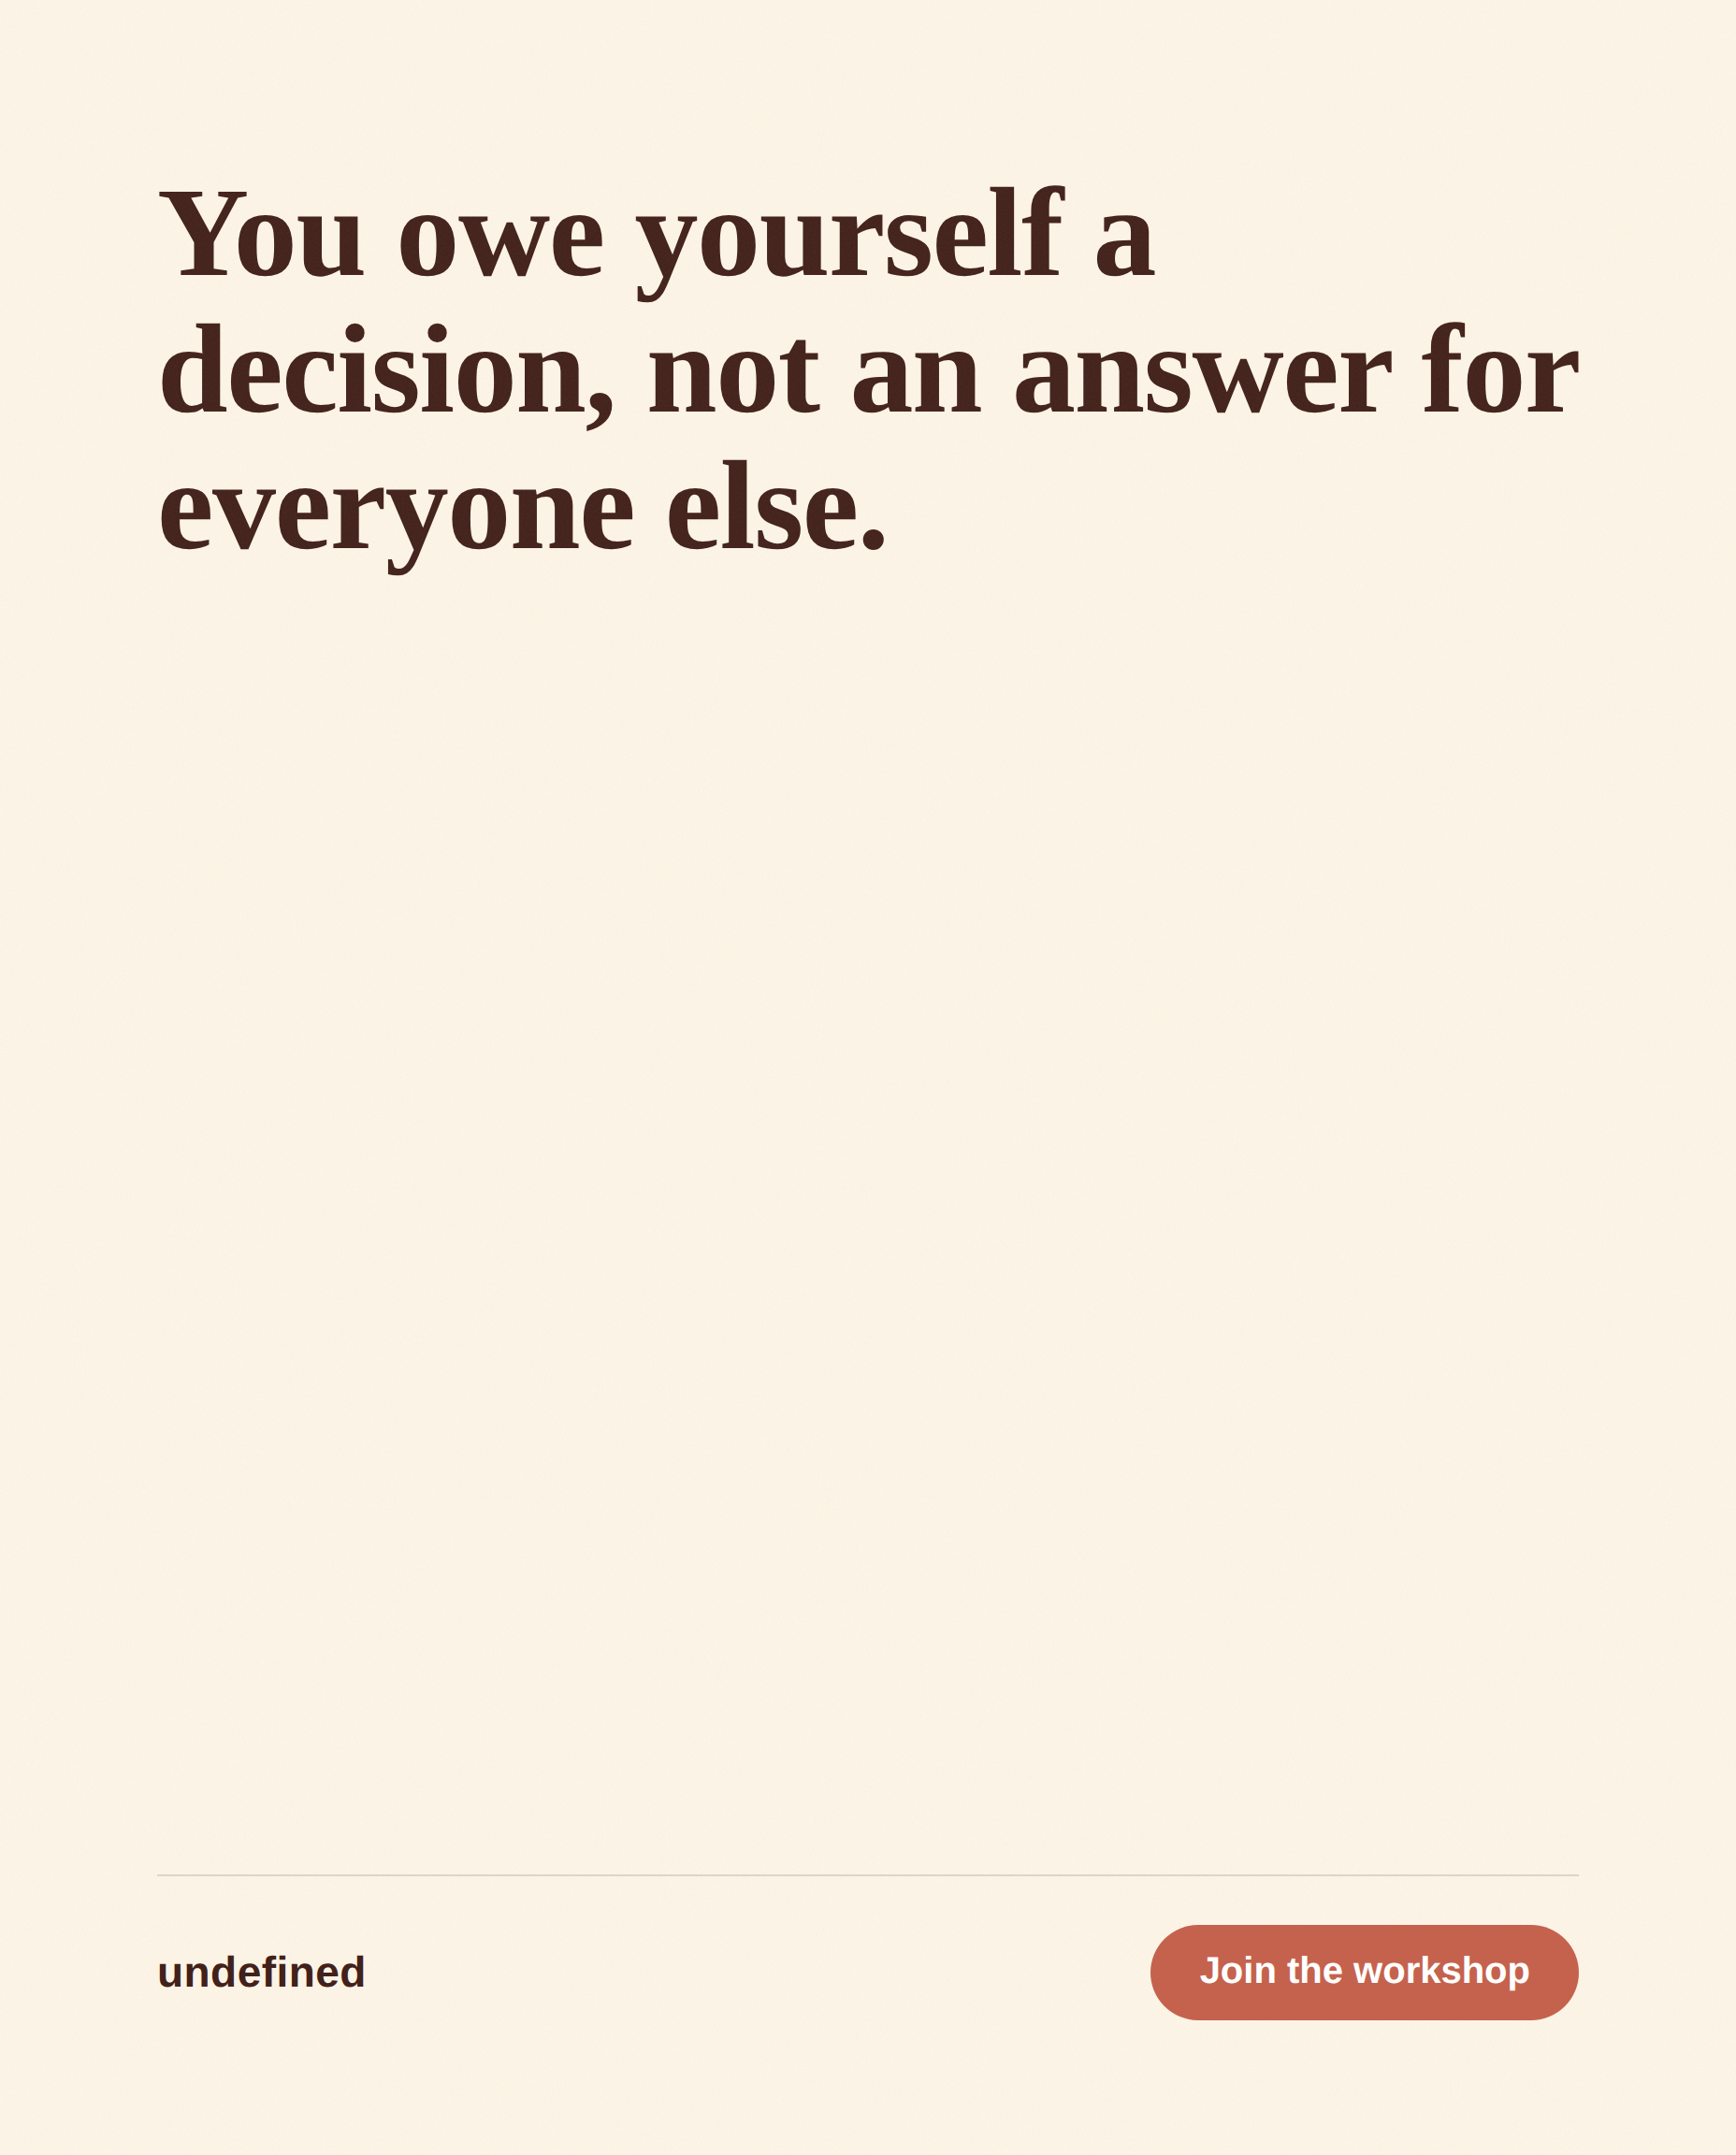 You owe yourself a
decision, not an answer for
everyone else.
undefined
Join the workshop